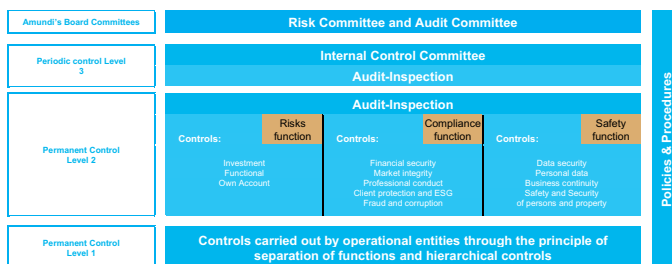 Amundi's Board Committees
Risk Committee and Audit Committee
Periodic control Level
3
Internal Control Committee
Audit-Inspection
Permanent Control
Level 2
Audit-Inspection
Controls:
Risks
function
Investment
Functional
Own Account
Controls:
Compliance
function
Financial security
Market integrity
Professional conduct
Client protection and ESG
Fraud and corruption
Controls:
Safety
function
Data security
Personal data
Business continuity
Safety and Security
of persons and property
Permanent Control
Level 1
Controls carried out by operational entities through the principle of
separation of functions and hierarchical controls
Policies & Procedures